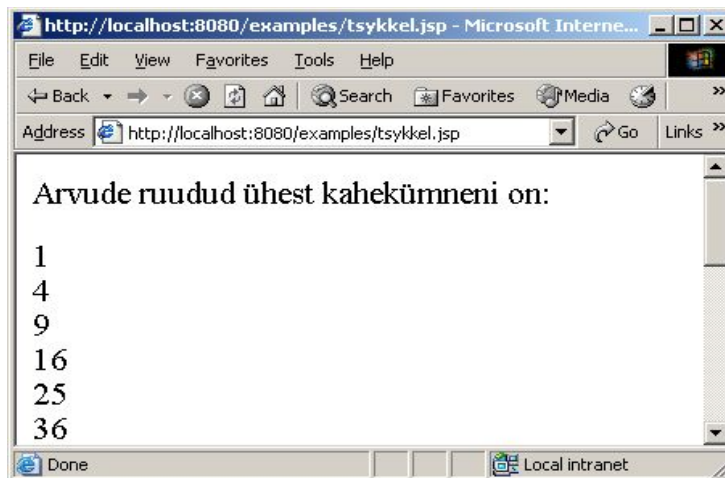 http://localhost:8080/examples/tsykkel.jsp - Microsoft Interne...
File Edit View Favorites Tools Help
Back Search Favorites Media »
Address http://localhost:8080/examples/tsykkel.jsp Go Links »
Arvude ruudud ühest kahekümneni on:
1
4
9
16
25
36
Done Local intranet